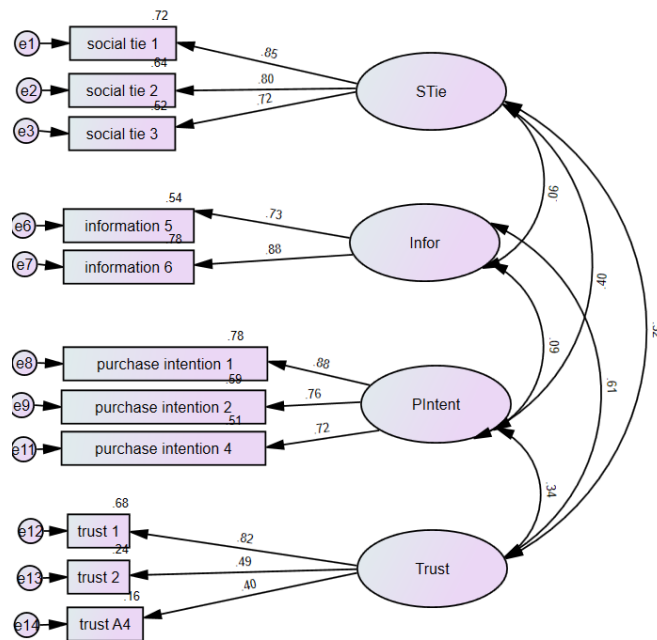 .72
e1 social tie 1
.85
.64
e2 social tie 2
.80
STie
.52
e3 social tie 3
.72
.54
e6 information 5
.73
.40
Infor
.78
e7 information 6
.88
.78
e8 purchase intention 1
.88
.59
e9 purchase intention 2
.76
PIntent
.51
e11 purchase intention 4
.72
.34
.68
e12 trust 1
.82
.24
e13 trust 2
.49
Trust
.16
e14 trust A4
.40